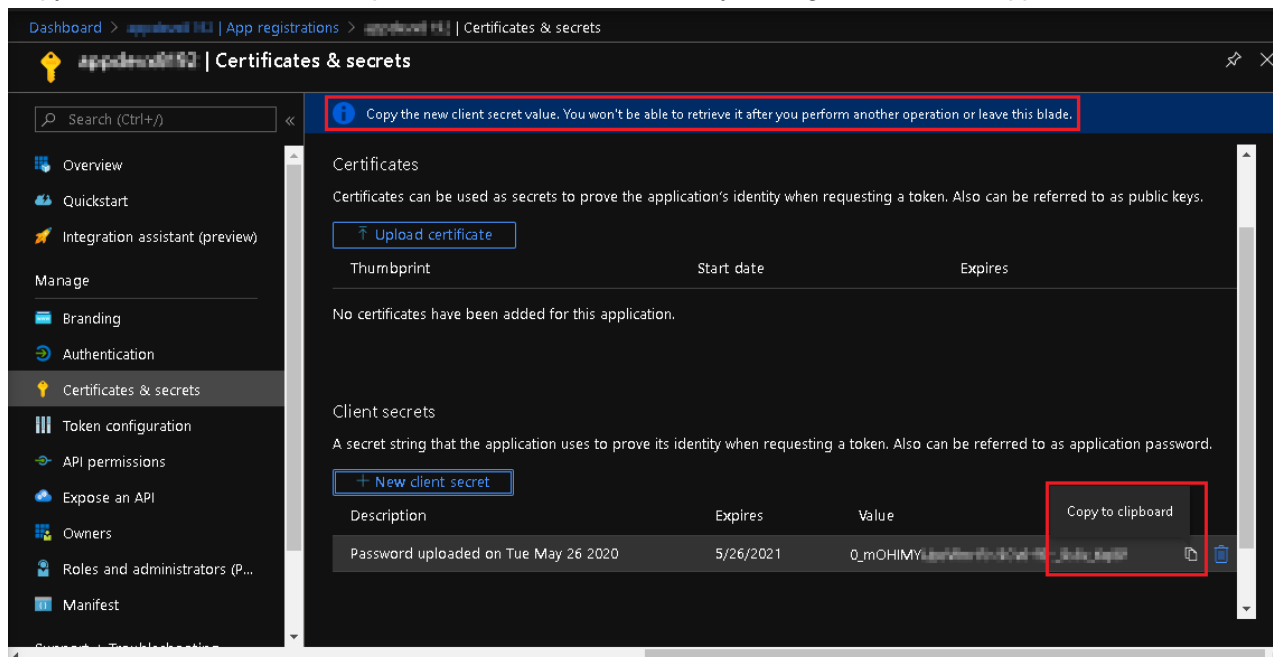 Dashboard > | App registrations > | Certificates & secrets
| Certificates & secrets
Search (Ctrl+/)
«
Copy the new client secret value. You won't be able to retrieve it after you perform another operation or leave this blade.
Overview
Quickstart
Integration assistant (preview)
Manage
Branding
Authentication
Certificates & secrets
Token configuration
API permissions
Expose an API
Owners
Roles and administrators (P...
Manifest
Certificates
Certificates can be used as secrets to prove the application's identity when requesting a token. Also can be referred to as public keys.
Upload certificate
Thumbprint Start date Expires
No certificates have been added for this application.
Client secrets
A secret string that the application uses to prove its identity when requesting a token. Also can be referred to as application password.
+ New client secret
Description Expires Value
Copy to clipboard
Password uploaded on Tue May 26 2020 5/26/2021 0_mOHIMY